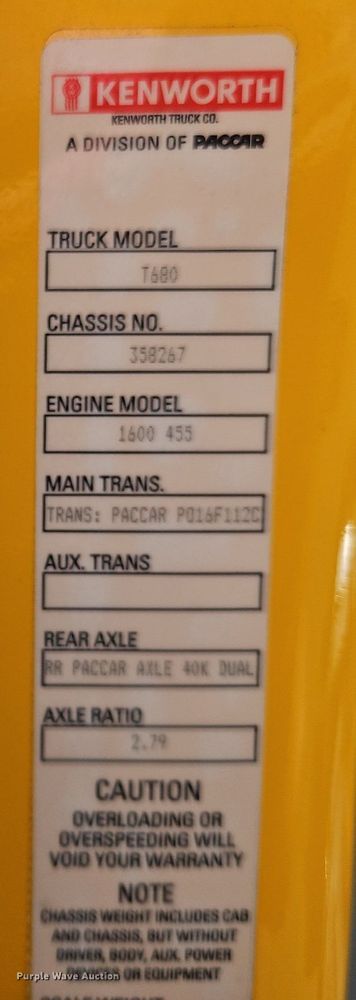 KENWORTH
KENWORTH TRUCK CO.
A DIVISION OF PACCAR
TRUCK MODEL
T680
CHASSIS NO.
358267
ENGINE MODEL
1600 455
MAIN TRANS.
TRANS: PACCAR PO16F112C
AUX. TRANS
REAR AXLE
RR PACCAR AXLE 40K DUAL
AXLE RATIO
2.79
CAUTION
OVERLOADING OR
OVERSPEEDING WILL
VOID YOUR WARRANTY
NOTE
CHASSIS WEIGHT INCLUDES CAB
AND CHASSIS, BUT WITHOUT
DRIVER, BODY, AUX. POWER
OR EQUIPMENT
Purple Wave Auction